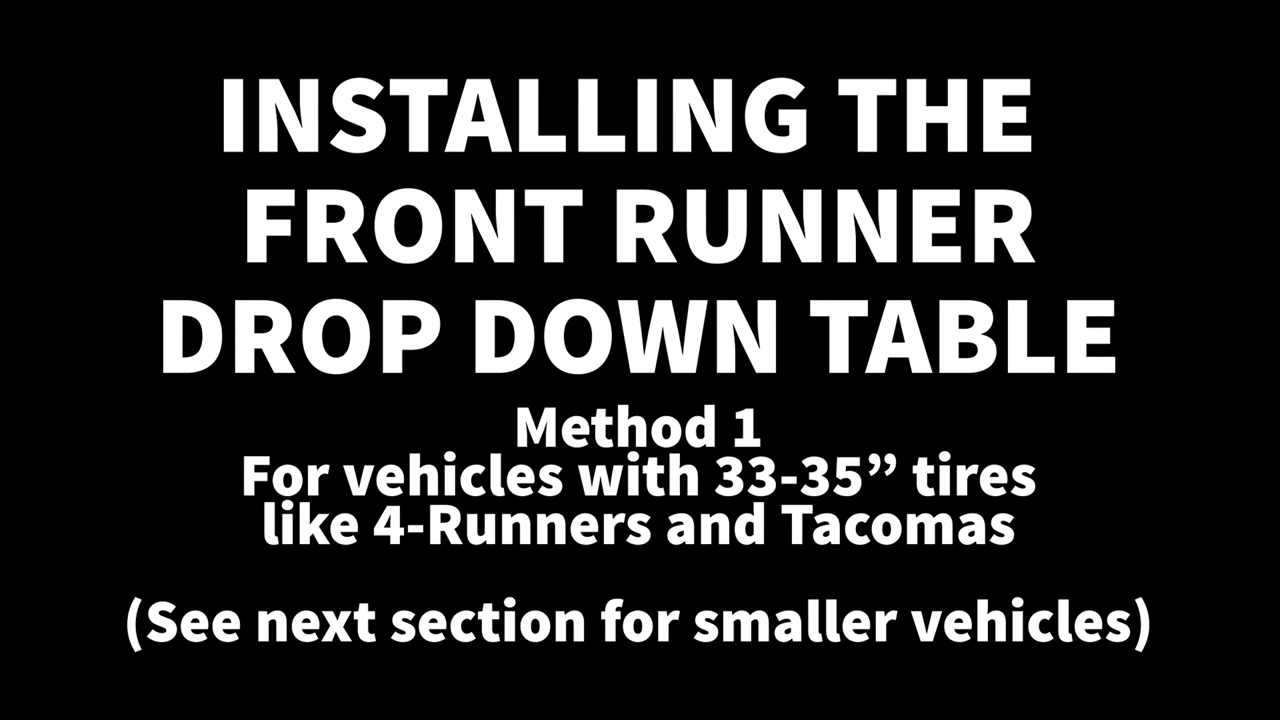 INSTALLING THE
FRONT RUNNER
DROP DOWN TABLE
Method 1
For vehicles with 33-35” tires
like 4-Runners and Tacomas
(See next section for smaller vehicles)